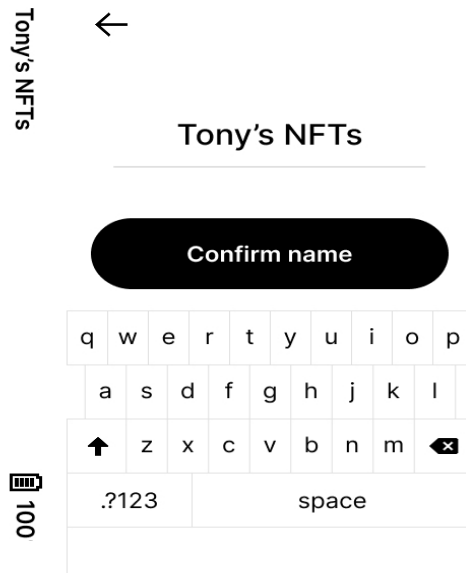 Tony's NFTs
100
Tony’s NFTs
Confirm name
q w e r t y u i o p
a s d f g h j k l
z x c v b n m
.?123 space